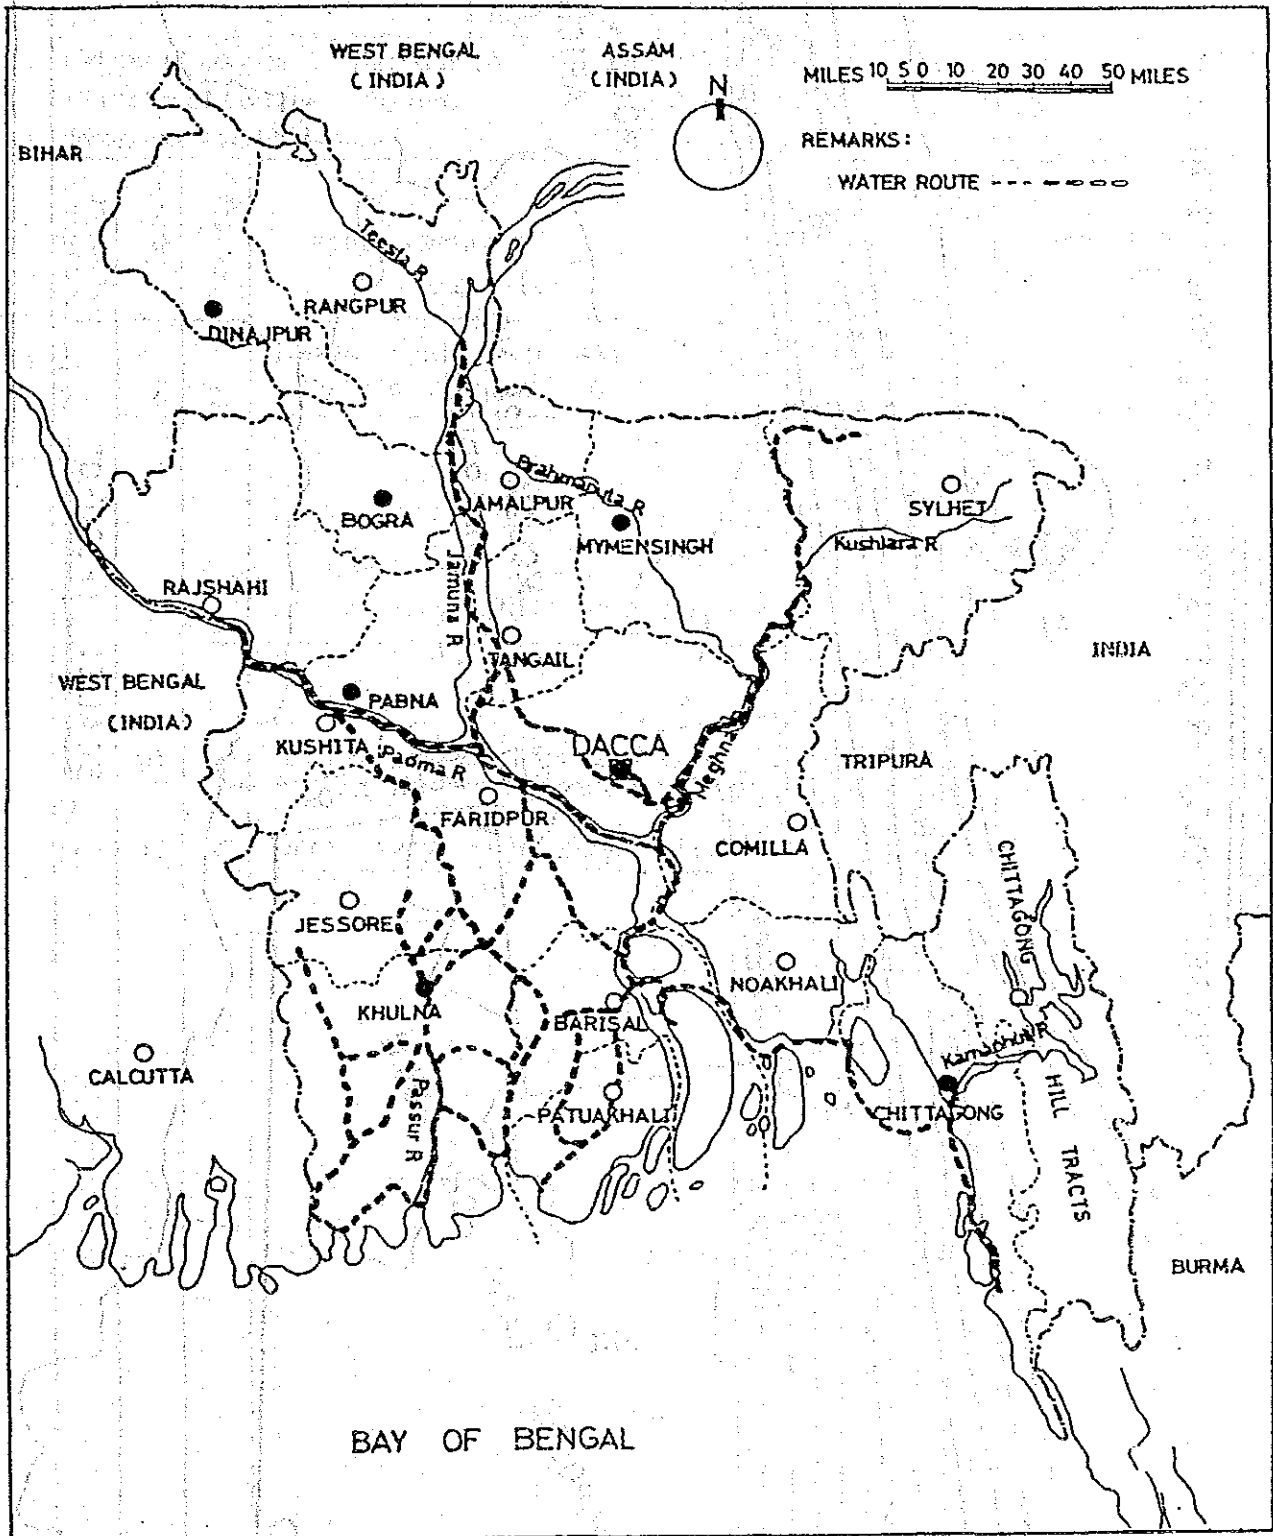 WEST BENGAL
(INDIA)
ASSAM
(INDIA)
N
MILES 10 5 0 10 20 30 40 50 MILES
REMARKS:
WATER ROUTE
BIHAR
Teesta R
RANGPUR
DINAJPUR
Brahmaputa R
JAMALPUR
BOGRA
MYMENSINGH
SYLHET
Kushiara R
Jamuna R
RAJSHAHI
TANGAIL
INDIA
WEST BENGAL
(INDIA)
PABNA
KUSHITA
Padma R
DACCA
Meghna
TRIPURA
FARIDPUR
COMILLA
CHITTAGONG
JESSORE
NOAKHALI
KHULNA
BARISAL
Karnaphuli R
CALCUTTA
Passur R
PATUAKHALI
CHITTAGONG
HILL TRACTS
BURMA
BAY OF BENGAL